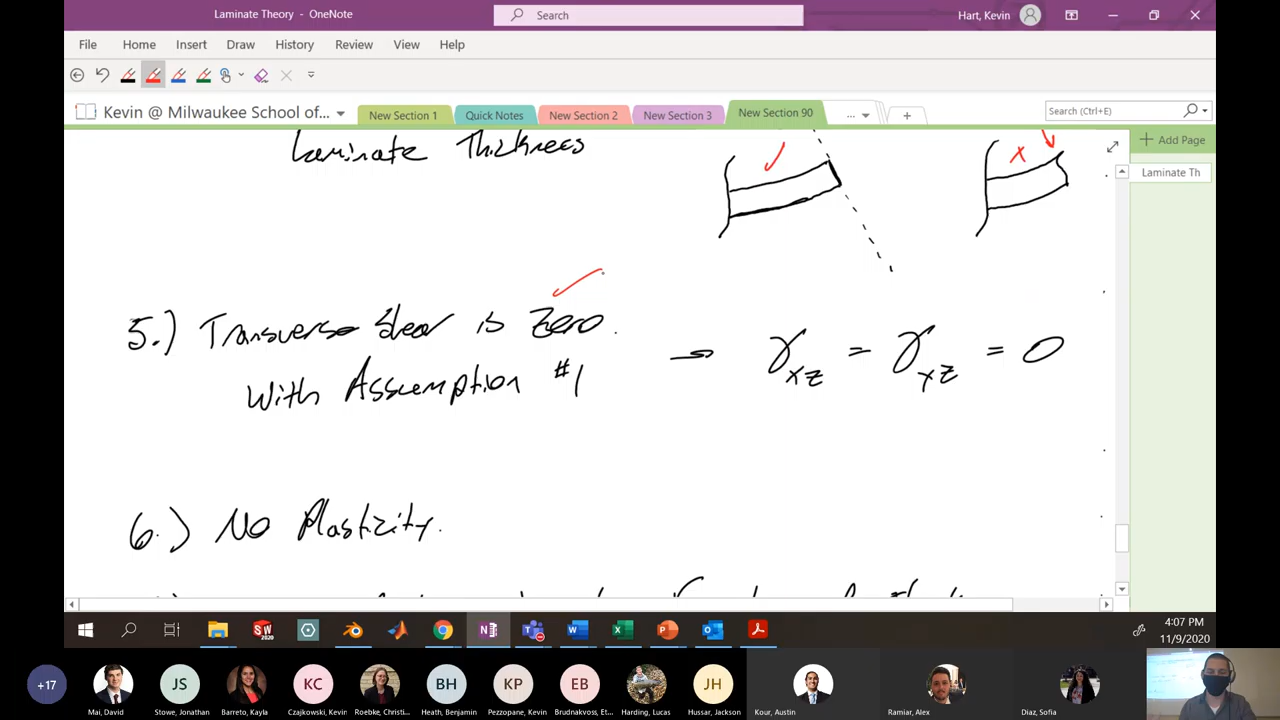 Laminate Theory - OneNote
Search
Hart, Kevin
File Home Insert Draw History Review View Help
Kevin @ Milwaukee School of...
New Section 1
Quick Notes
New Section 2
New Section 3
New Section 90
...
Search (Ctrl+E)
Add Page
Laminate Th
Laminate Thickness
x
5.) Transverse Shear is Zero.
With Assumption #1
γxz = γyz = 0
6.) No Plasticity.
4:07 PM
11/9/2020
+17
JS
KC
BH
KP
EB
JH
Mai, David
Stowe, Jonathan
Barreto, Kayla
Czajkowski, Kevin
Roebke, Christi...
Heath, Benjamin
Pezzopane, Kevin
Brudnakvoss, Et...
Harding, Lucas
Hussar, Jackson
Kour, Austin
Ramiar, Alex
Diaz, Sofia